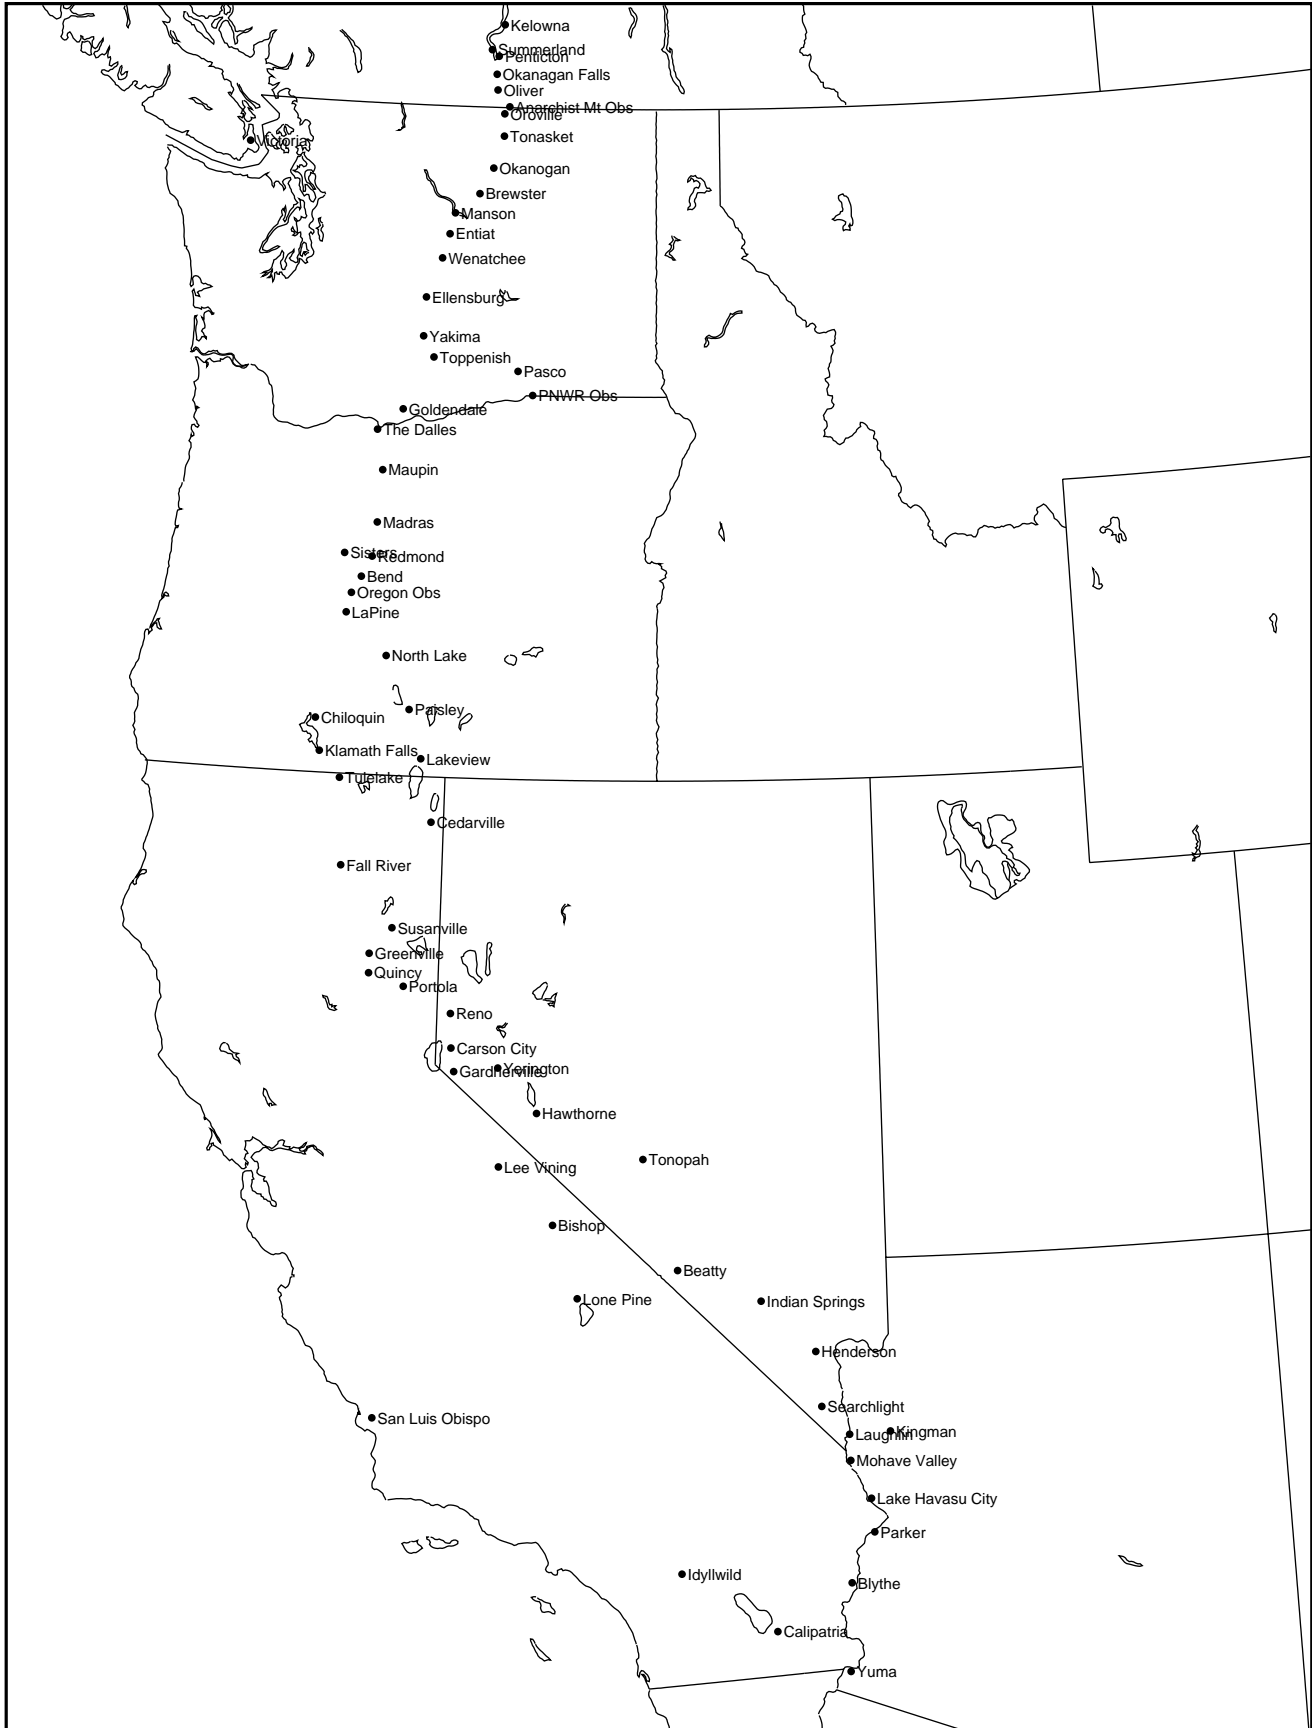 Kelowna
Summerland
Penticton
Okanagan Falls
Oliver
Anarchist Mt Obs
Oroville
Tonasket
Victoria
Okanogan
Brewster
Manson
Entiat
Wenatchee
Ellensburg
Yakima
Toppenish
Pasco
PNWR Obs
Goldendale
The Dalles
Maupin
Madras
Sisters
Redmond
Bend
Oregon Obs
LaPine
North Lake
Paisley
Chiloquin
Klamath Falls
Lakeview
Tulelake
Cedarville
Fall River
Susanville
Greenville
Quincy
Portola
Reno
Carson City
Yerington
Gardnerville
Hawthorne
Tonopah
Lee Vining
Bishop
Beatty
Lone Pine
Indian Springs
Henderson
Searchlight
San Luis Obispo
Kingman
Laughlin
Mohave Valley
Lake Havasu City
Parker
Idyllwild
Blythe
Calipatria
Yuma